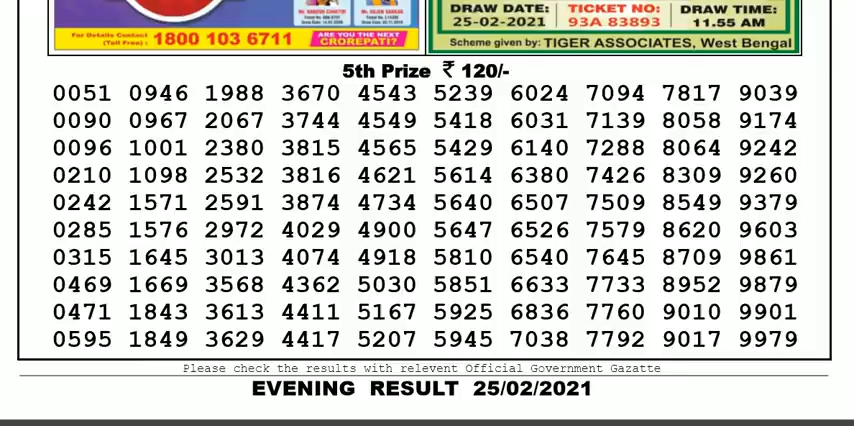 For Details Contact
(Toll Free) : 1800 103 6711
ARE YOU THE NEXT
CROREPATI?
DRAW DATE: TICKET NO: DRAW TIME:
25-02-2021 93A 83893 11.55 AM
Scheme given by: TIGER ASSOCIATES, West Bengal
5th Prize ₹ 120/-
0051 0946 1988 3670 4543 5239 6024 7094 7817 9039
0090 0967 2067 3744 4549 5418 6031 7139 8058 9174
0096 1001 2380 3815 4565 5429 6140 7288 8064 9242
0210 1098 2532 3816 4621 5614 6380 7426 8309 9260
0242 1571 2591 3874 4734 5640 6507 7509 8549 9379
0285 1576 2972 4029 4900 5647 6526 7579 8620 9603
0315 1645 3013 4074 4918 5810 6540 7645 8709 9861
0469 1669 3568 4362 5030 5851 6633 7733 8952 9879
0471 1843 3613 4411 5167 5925 6836 7760 9010 9901
0595 1849 3629 4417 5207 5945 7038 7792 9017 9979
Please check the results with relevent Official Government Gazatte
EVENING RESULT 25/02/2021